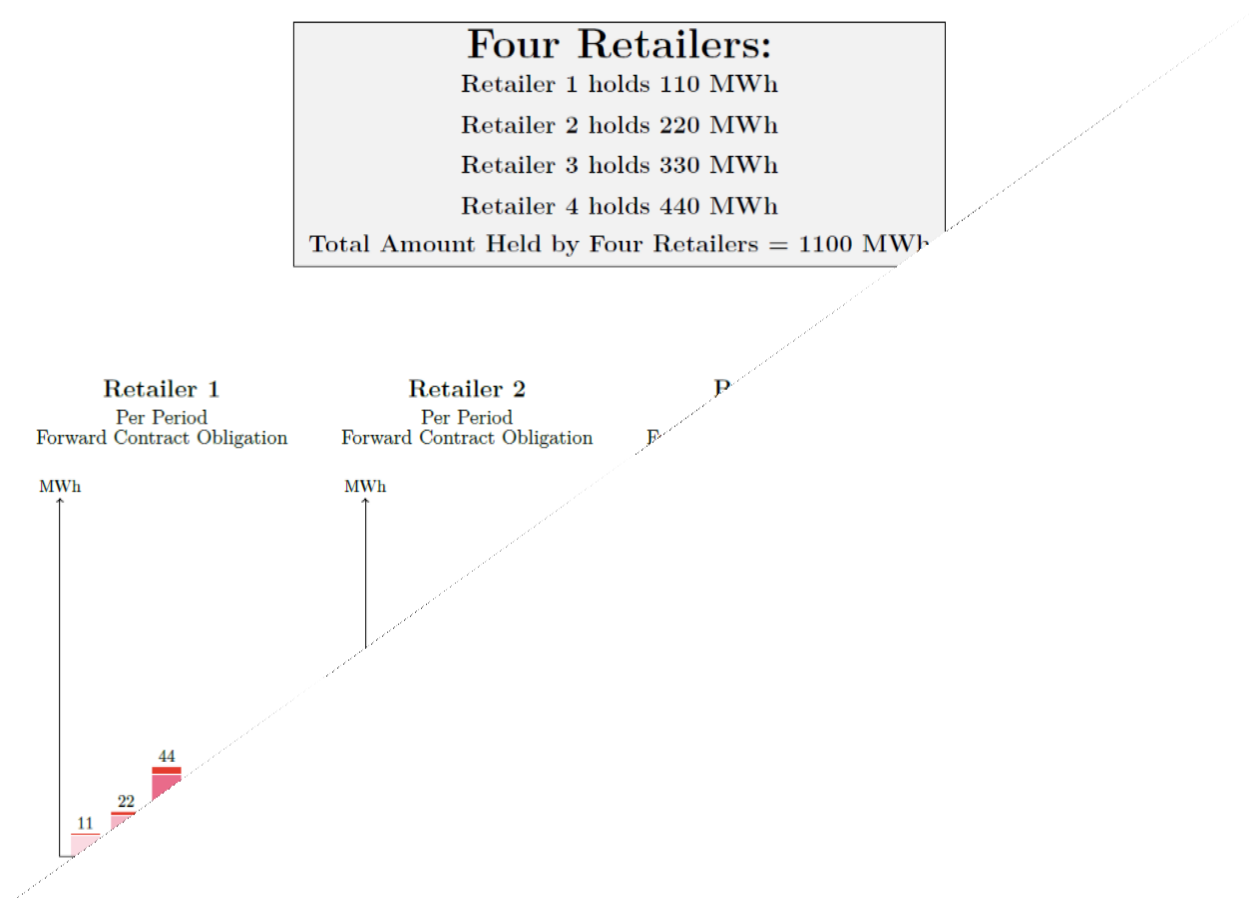 Four Retailers:
Retailer 1 holds 110 MWh
Retailer 2 holds 220 MWh
Retailer 3 holds 330 MWh
Retailer 4 holds 440 MWh
Total Amount Held by Four Retailers = 1100 MWh
Retailer 1
Per Period
Forward Contract Obligation
MWh
11
22
44
Retailer 2
Per Period
Forward Contract Obligation
MWh